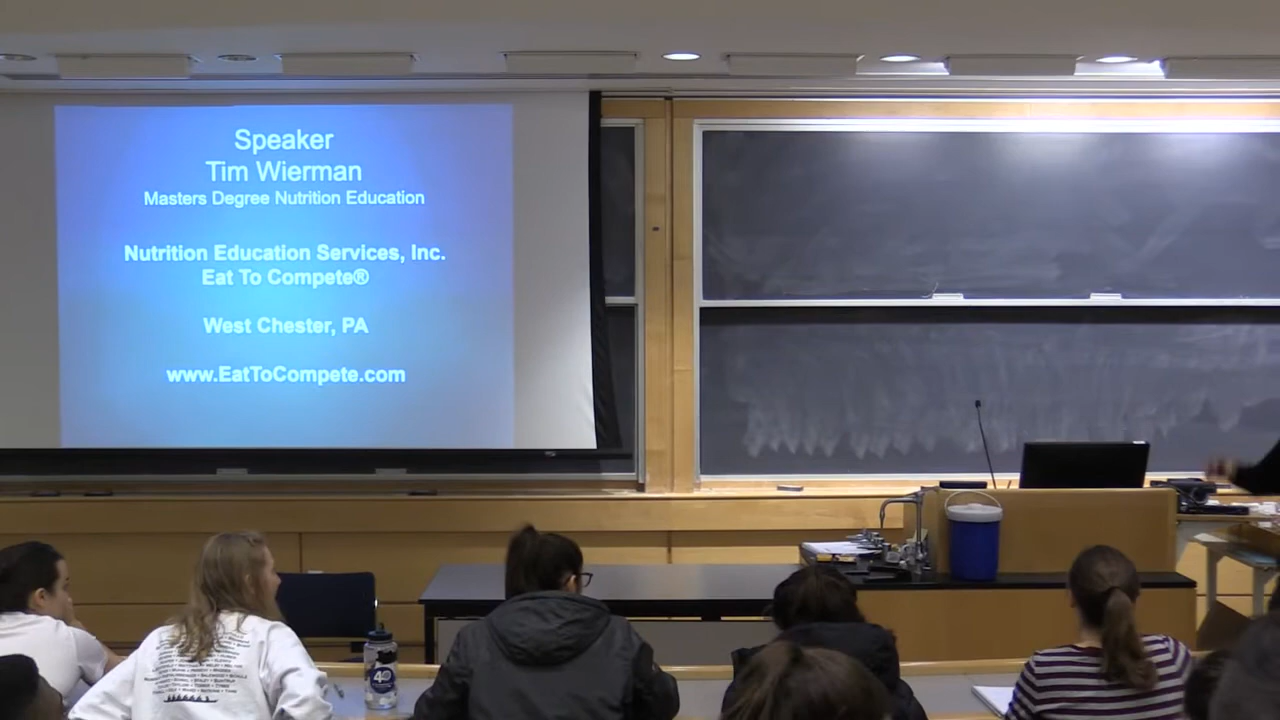 Speaker
Tim Wierman
Masters Degree Nutrition Education
Nutrition Education Services, Inc.
Eat To Compete®
West Chester, PA
www.EatToCompete.com
40